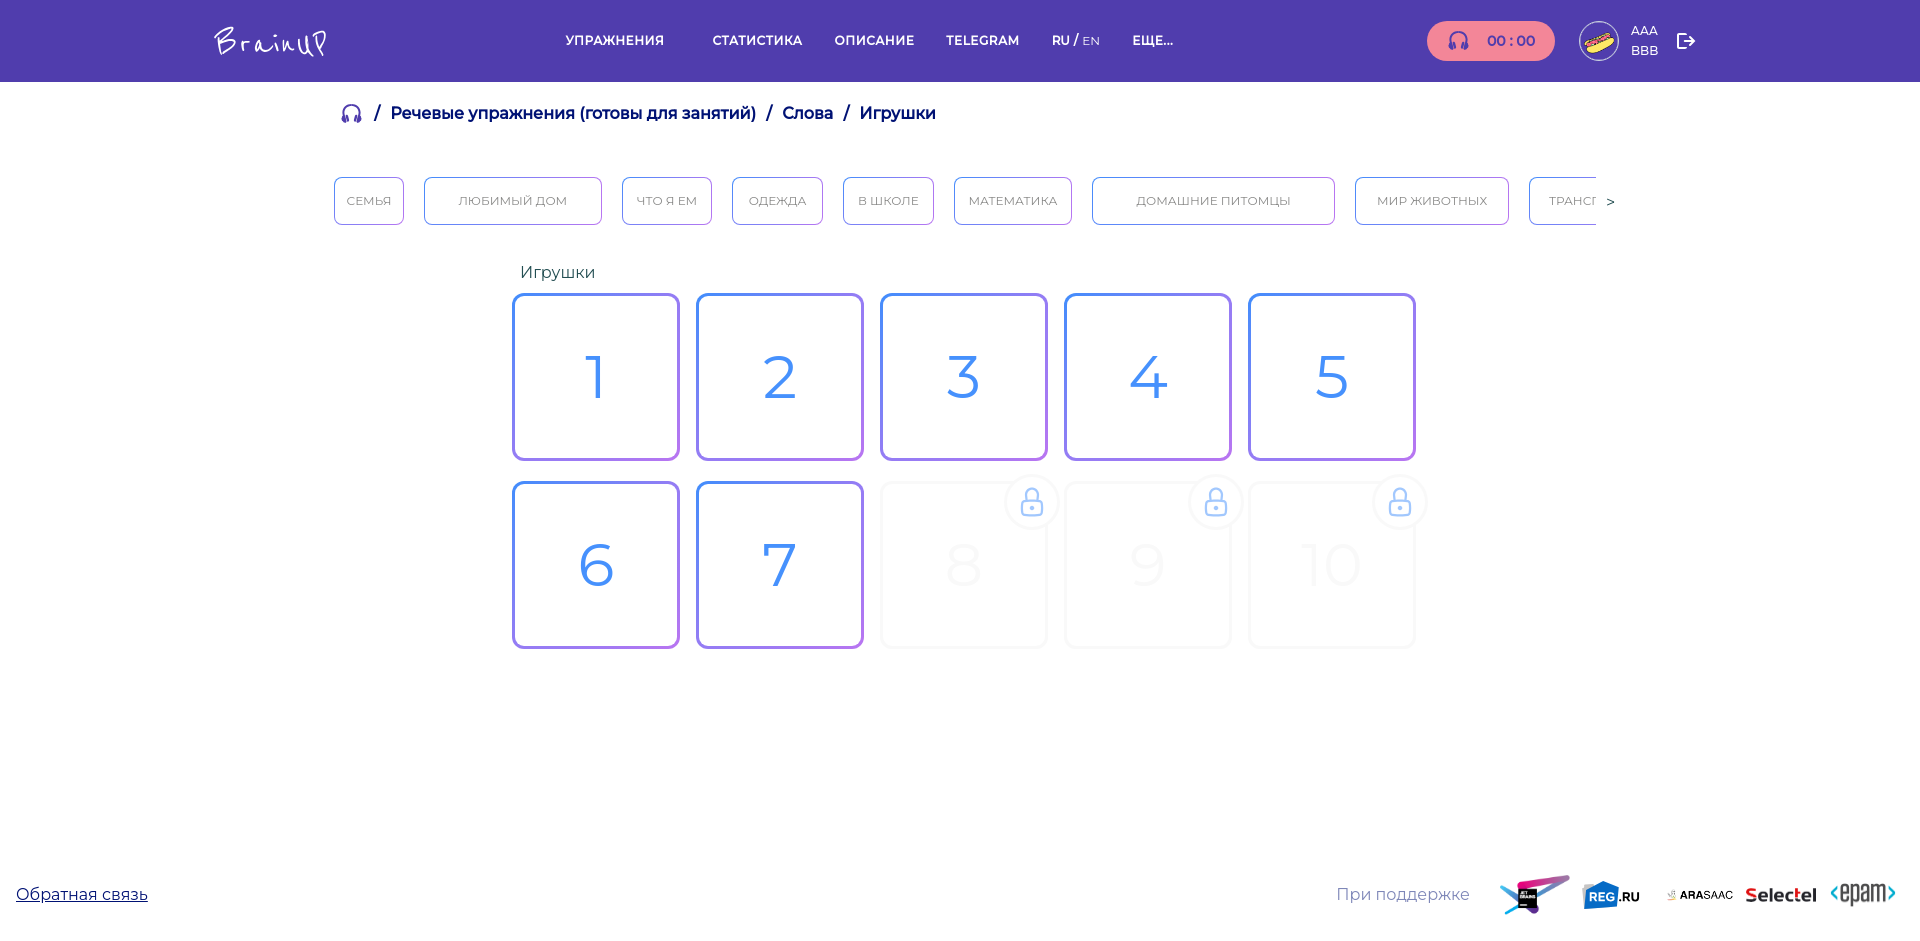 BrainUP
УПРАЖНЕНИЯ
СТАТИСТИКА
ОПИСАНИЕ
TELEGRAM
RU / EN
ЕЩЕ...
00 : 00
AAA
BBB
/ Речевые упражнения (готовы для занятий) / Слова / Игрушки
СЕМЬЯ
ЛЮБИМЫЙ ДОМ
ЧТО Я ЕМ
ОДЕЖДА
В ШКОЛЕ
МАТЕМАТИКА
ДОМАШНИЕ ПИТОМЦЫ
МИР ЖИВОТНЫХ
>
Игрушки
1
2
3
4
5
6
7
8
9
10
Обратная связь
При поддержке
JET
BRAINS
REG.RU
ARASAAC
Selectel
<epam>